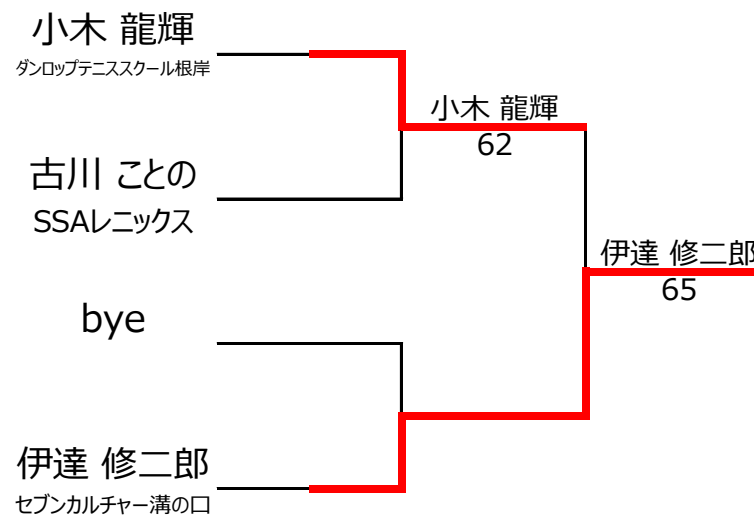 小木 龍輝
ダンロップテニススクール根岸
小木 龍輝
62
古川 ことの
SSAレニックス
伊達 修二郎
65
bye
伊達 修二郎
セブンカルチャー溝の口